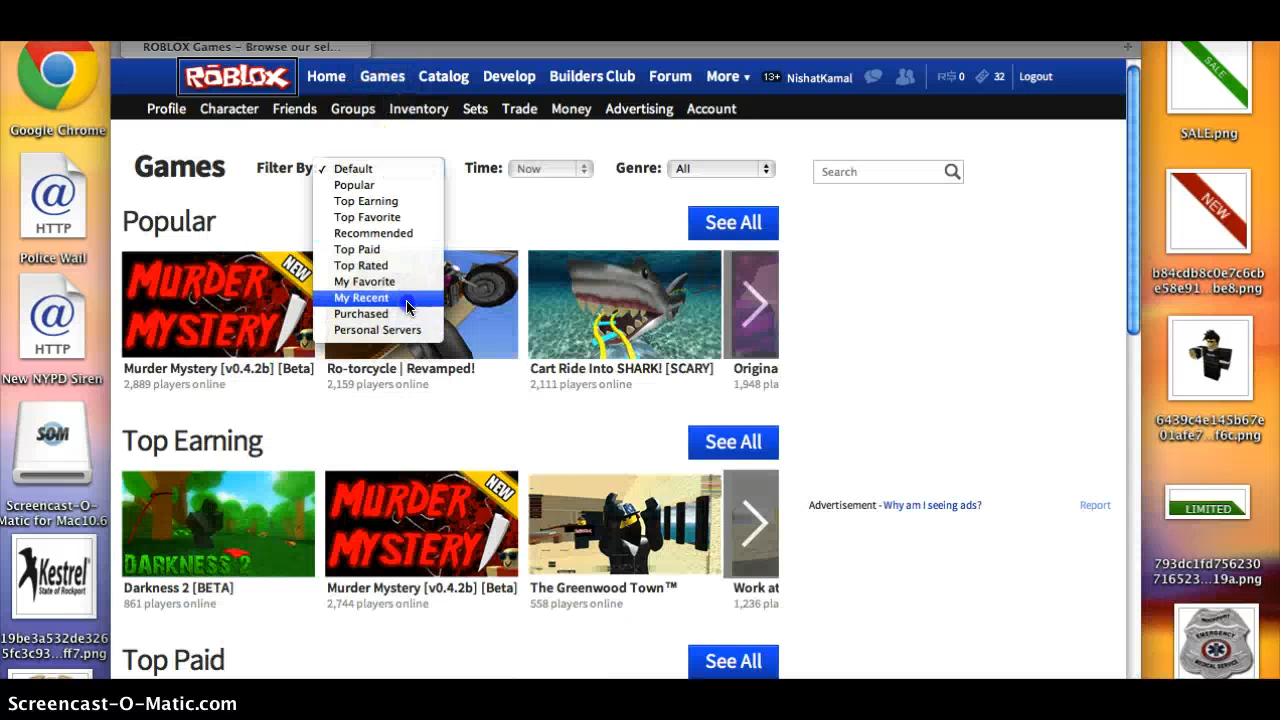 ROBLOX Games – Browse our sel...
ROBLOX
Home
Games
Catalog
Develop
Builders Club
Forum
More
13+
NishatKamal
R$ 0
32
Logout
Profile
Character
Friends
Groups
Inventory
Sets
Trade
Money
Advertising
Account
Games
Filter By
✓ Default
Popular
Top Earning
Top Favorite
Recommended
Top Paid
Top Rated
My Favorite
My Recent
Purchased
Personal Servers
Time:
Now
Genre:
All
Search
Popular
See All
MURDER
MYSTERY
NEW
Murder Mystery [v0.4.2b] [Beta]
2,889 players online
Ro-torcycle | Revamped!
2,159 players online
Cart Ride Into SHARK! [SCARY]
2,111 players online
Origina
1,948 pla
Top Earning
See All
DARKNESS 2
Darkness 2 [BETA]
861 players online
MURDER
MYSTERY
NEW
Murder Mystery [v0.4.2b] [Beta]
2,744 players online
The Greenwood Town™
558 players online
Work at
1,236 pla
Top Paid
See All
Advertisement - Why am I seeing ads?
Report
Google Chrome
@
HTTP
Police Wail
@
HTTP
New NYPD Siren
SOM
Screencast-O-
Matic for Mac10.6
Kestrel
State of Rockport
19be3a532de326
5fc3c93...ff7.png
SALE
SALE.png
NEW
b84cdb8c0e7c6cb
e58e91...be8.png
6439c4e145b67e
01afe7...f6c.png
LIMITED
793dc1fd756230
716523...19a.png
EMERGENCY
MEDICAL
SERVICE
Screencast-O-Matic.com